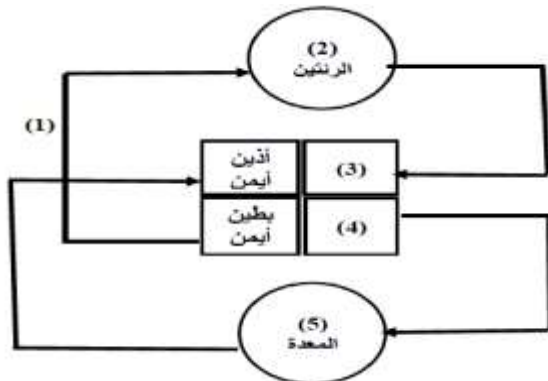 (2)
الرئتين
(1)
أذين
أيمن
(3)
بطين
أيمن
(4)
(5)
المعدة